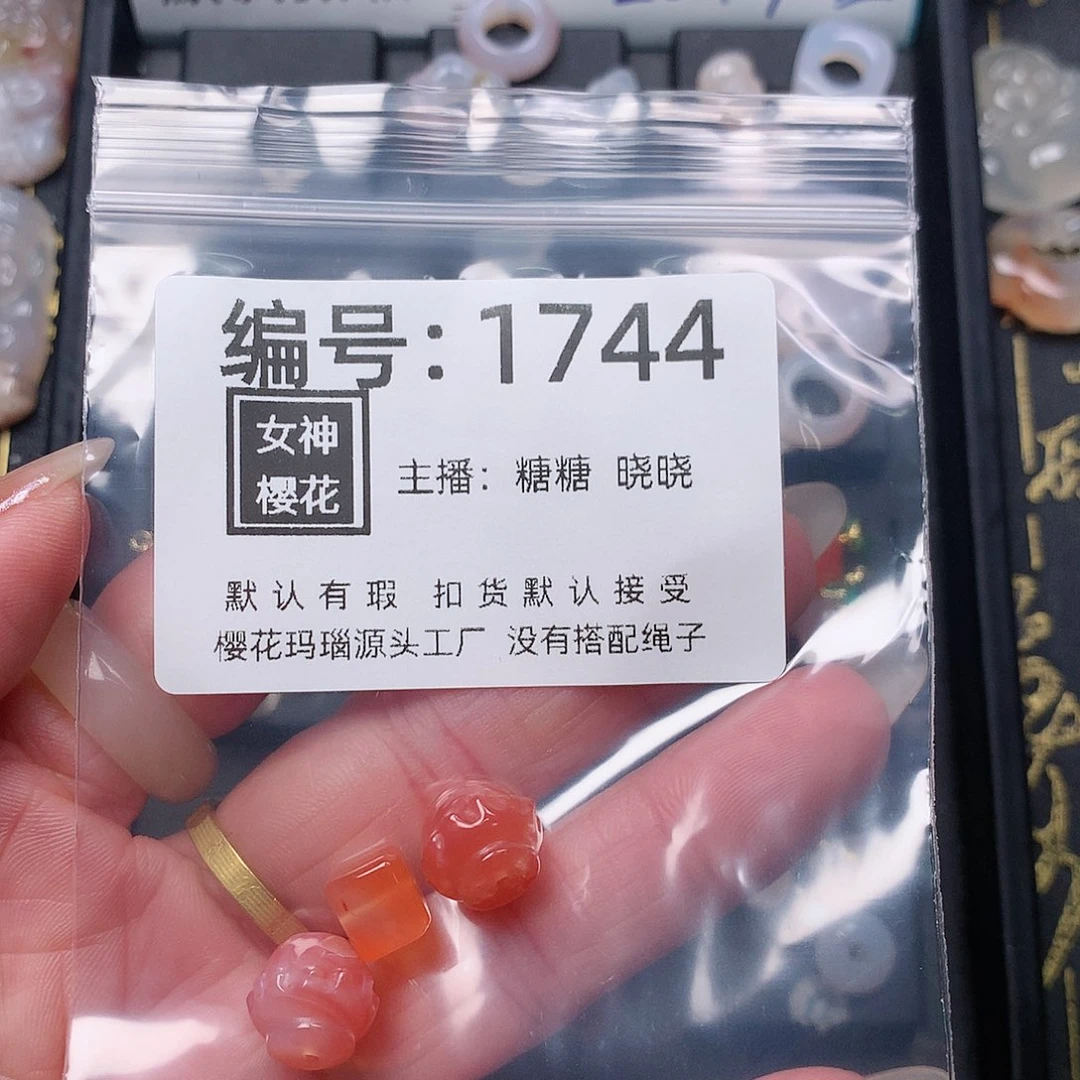 编号:1744
女神
樱花
主播: 糖糖 晓晓
默认有瑕 扣货默认接受
樱花玛瑙源头工厂 没有搭配绳子